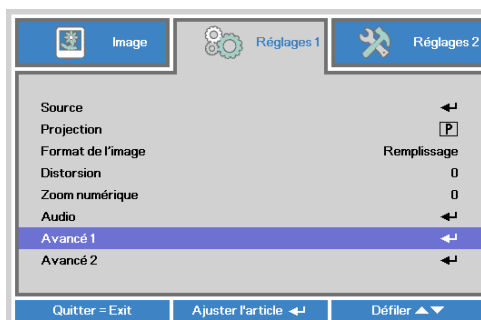 Image Réglages 1 Réglages 2
Source
Projection P
Format de l'image Remplissage
Distorsion 0
Zoom numérique 0
Audio
Avancé 1
Avancé 2
Quitter = Exit Ajuster l'article Défiler